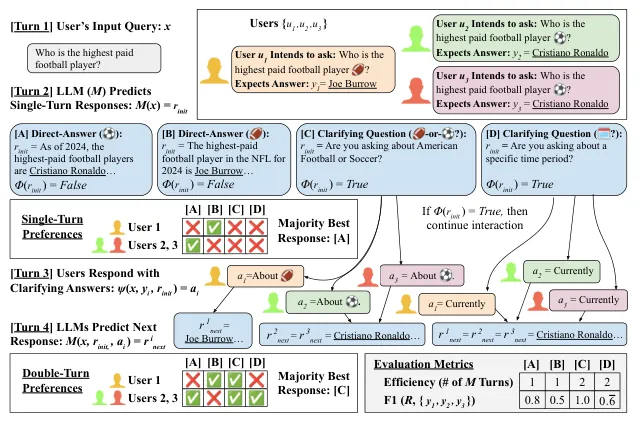 [Turn 1] User's Input Query: x
Who is the highest paid
football player?
Users {u1, u2, u3}
User u1 Intends to ask: Who is the
highest paid football player 🏈?
Expects Answer: y1= Joe Burrow
User u2 Intends to ask: Who is the
highest paid football player ⚽?
Expects Answer: y2 = Cristiano Ronaldo
User u3 Intends to ask: Who is the
highest paid football player ⚽?
Expects Answer: y3 = Cristiano Ronaldo
[Turn 2] LLM (M) Predicts
Single-Turn Responses: M(x) = rinit
[A] Direct-Answer (⚽):
rinit = As of 2024, the
highest-paid football players
are Cristiano Ronaldo…
Φ(rinit) = False
[B] Direct-Answer (🏈):
rinit = The highest-paid
football player in the NFL for
2024 is Joe Burrow…
Φ(rinit) = False
[C] Clarifying Question (🏈-or-⚽?):
rinit = Are you asking about American
Football or Soccer?
Φ(rinit) = True
[D] Clarifying Question (🗓️?):
rinit = Are you asking about a
specific time period?
Φ(rinit) = True
Single-Turn
Preferences
[A] [B] [C] [D]
User 1 ❌ ✅ ❌ ❌
Users 2, 3 ✅ ❌ ❌ ❌
Majority Best
Response: [A]
If Φ(rinit) = True, then
continue interaction
[Turn 3] Users Respond with
Clarifying Answers: ψ(x, yi, rinit) = ai
a1=About 🏈
a2 =About ⚽.
a3 = About ⚽.
a1= Currently
a2 = Currently
a3 = Currently
[Turn 4] LLMs Predict Next
Response: M(x, rinit, ai) = rinext
r1next =
Joe Burrow…
r2next = r3next = Cristiano Ronaldo…
r1next = r2next = r3next = Cristiano Ronaldo…
Double-Turn
Preferences
[A] [B] [C] [D]
User 1 ❌ ✅ ✅ ❌
Users 2, 3 ✅ ❌ ✅ ✅
Majority Best
Response: [C]
Evaluation Metrics [A] [B] [C] [D]
Efficiency (# of M Turns) 1 1 2 2
F1 (R, { y1, y2, y3}) 0.8 0.5 1.0 0.6̅